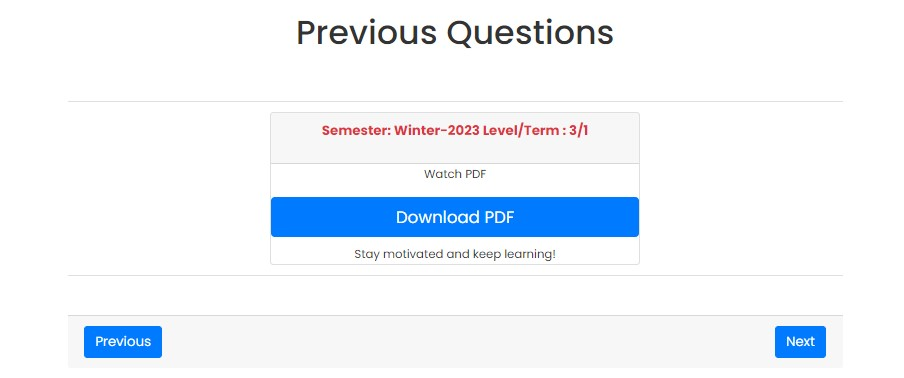 Previous Questions
Semester: Winter-2023 Level/Term : 3/1
Watch PDF
Download PDF
Stay motivated and keep learning!
Previous
Next